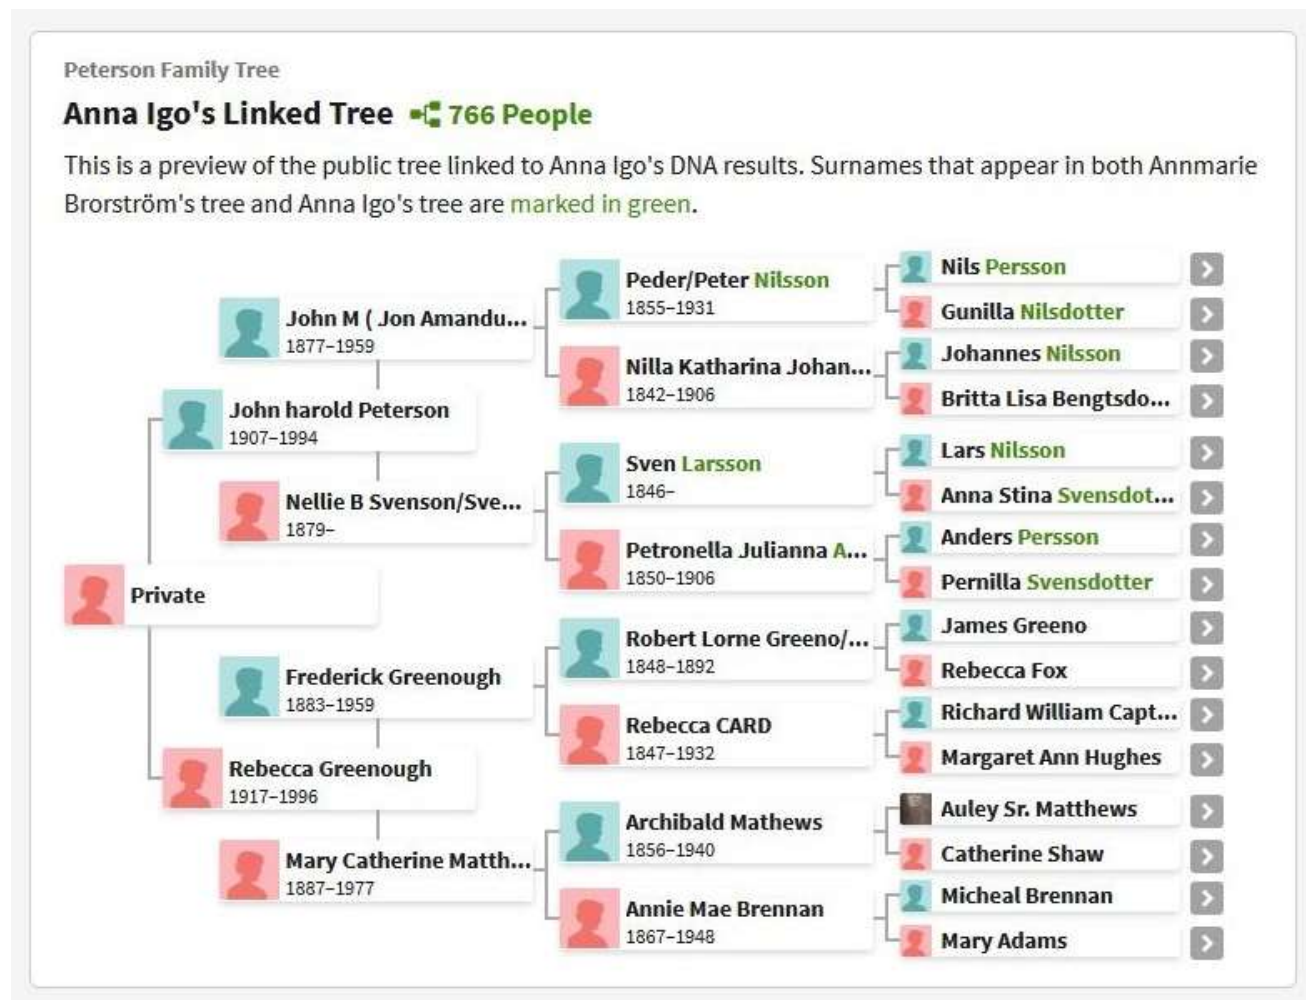 Peterson Family Tree
Anna Igo's Linked Tree 766 People
This is a preview of the public tree linked to Anna Igo's DNA results. Surnames that appear in both Annmarie
Brorström's tree and Anna Igo's tree are marked in green.
Private
John harold Peterson
1907–1994
Rebecca Greenough
1917–1996
John M ( Jon Amandu...
1877–1959
Nellie B Svenson/Sve...
1879–
Frederick Greenough
1883–1959
Mary Catherine Matth...
1887–1977
Peder/Peter Nilsson
1855–1931
Nilla Katharina Johan...
1842–1906
Sven Larsson
1846–
Petronella Julianna A...
1850–1906
Robert Lorne Greeno/...
1848–1892
Rebecca CARD
1847–1932
Archibald Mathews
1856–1940
Annie Mae Brennan
1867–1948
Nils Persson
Gunilla Nilsdotter
Johannes Nilsson
Britta Lisa Bengtsdo...
Lars Nilsson
Anna Stina Svensdot...
Anders Persson
Pernilla Svensdotter
James Greeno
Rebecca Fox
Richard William Capt...
Margaret Ann Hughes
Auley Sr. Matthews
Catherine Shaw
Micheal Brennan
Mary Adams